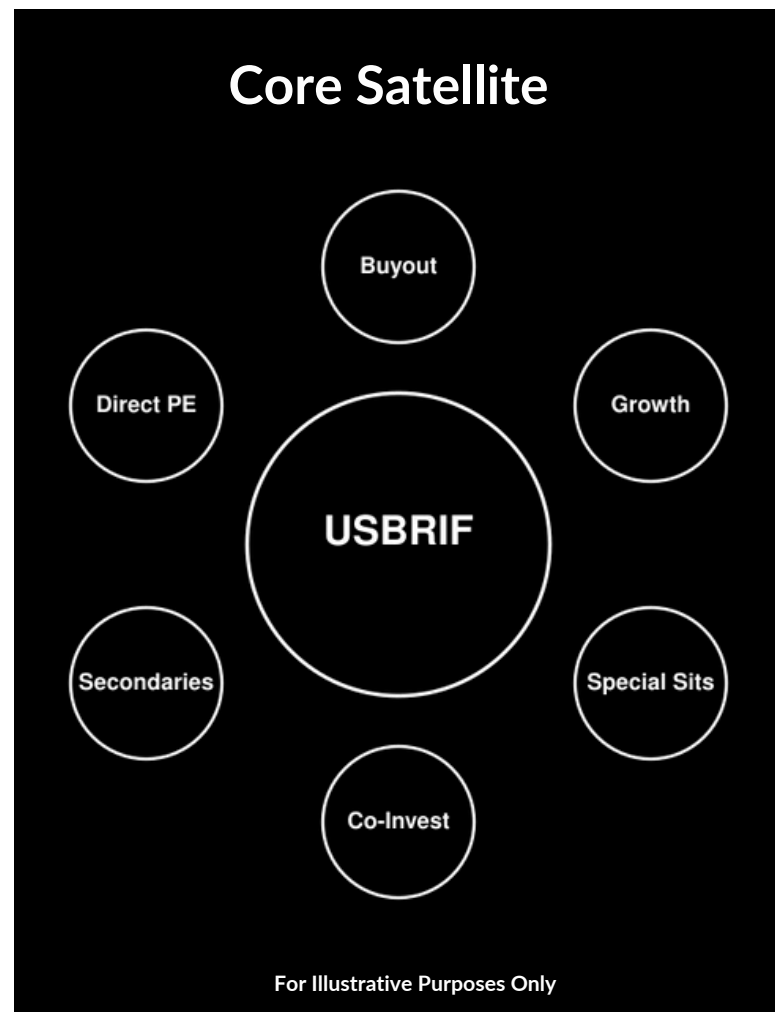 Core Satellite
Buyout
Direct PE
Growth
USBRIF
Secondaries
Special Sits
Co-Invest
For Illustrative Purposes Only